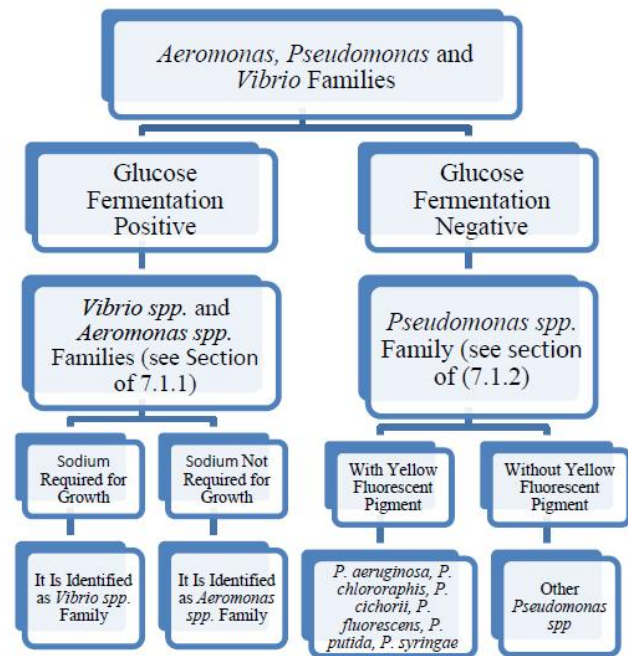 Aeromonas, Pseudomonas and
Vibrio Families
Glucose
Fermentation
Positive
Glucose
Fermentation
Negative
Vibrio spp. and
Aeromonas spp.
Families (see Section
of 7.1.1)
Pseudomonas spp.
Family (see section
of (7.1.2)
Sodium
Required for
Growth
Sodium Not
Required for
Growth
With Yellow
Fluorescent
Pigment
Without Yellow
Fluorescent
Pigment
It Is Identified
as Vibrio spp.
Family
It Is Identified
as Aeromonas
spp. Family
P. aeruginosa, P.
chlororaphis, P.
cichorii, P.
fluorescens, P.
putida, P. syringae
Other
Pseudomonas
spp